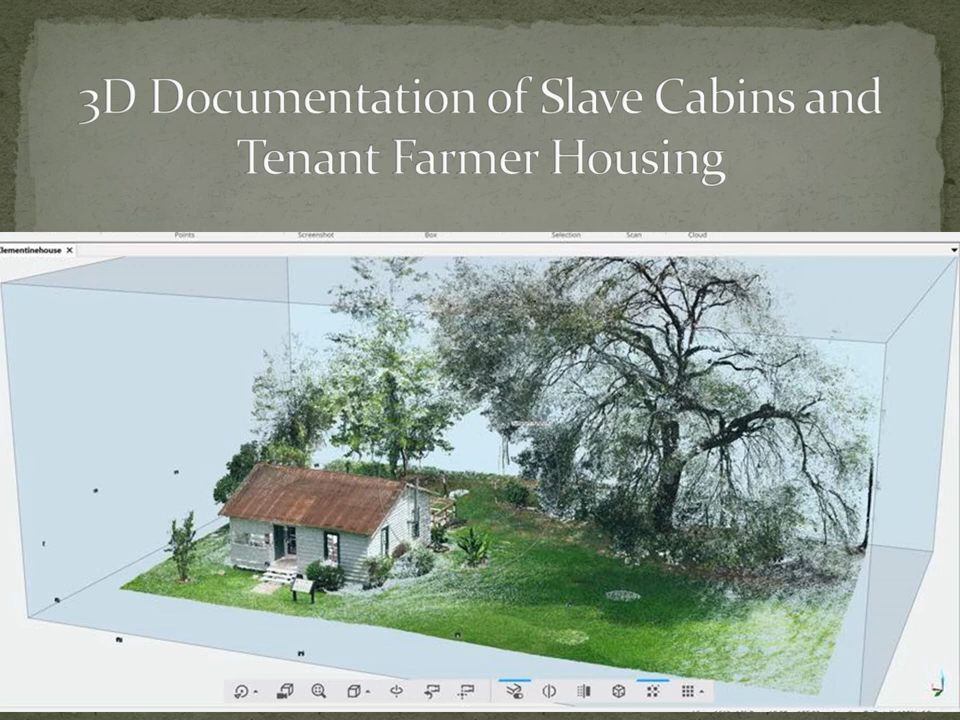 3D Documentation of Slave Cabins and
Tenant Farmer Housing
Points Screenshot Box Selection Scan Cloud
lementinehouse